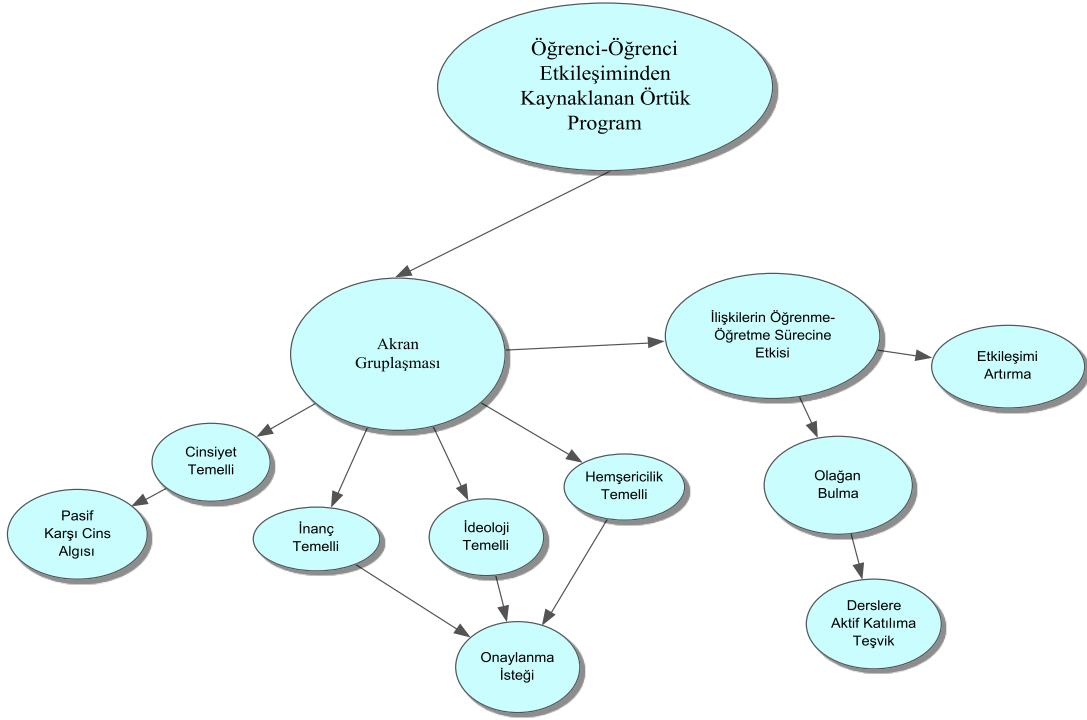 Öğrenci-Öğrenci
Etkileşiminden
Kaynaklanan Örtük
Program
Akran
Gruplaşması
İlişkilerin Öğrenme-
Öğretme Sürecine
Etkisi
Etkileşimi
Artırma
Cinsiyet
Temelli
Hemşericilik
Temelli
Olağan
Bulma
Pasif
Karşı Cins
Algısı
İnanç
Temelli
İdeoloji
Temelli
Derslere
Aktif Katılıma
Teşvik
Onaylanma
İsteği